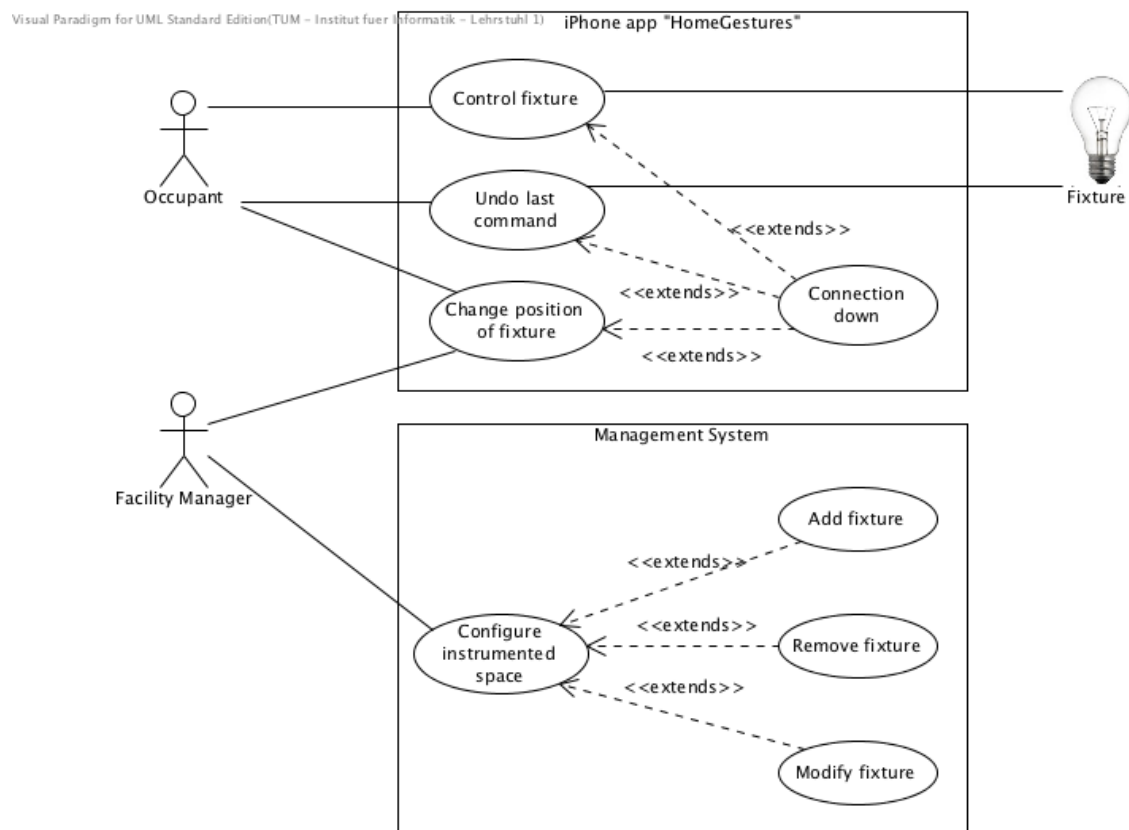 Visual Paradigm for UML Standard Edition(TUM - Institut fuer Informatik - Lehrstuhl 1)
iPhone app "HomeGestures"
Control fixture
Occupant
Fixture
Undo last
command
<<extends>>
<<extends>>
Connection
down
Change position
of fixture
<<extends>>
Management System
Facility Manager
Add fixture
<<extends>>
Configure
instrumented
space
<<extends>>
Remove fixture
<<extends>>
Modify fixture